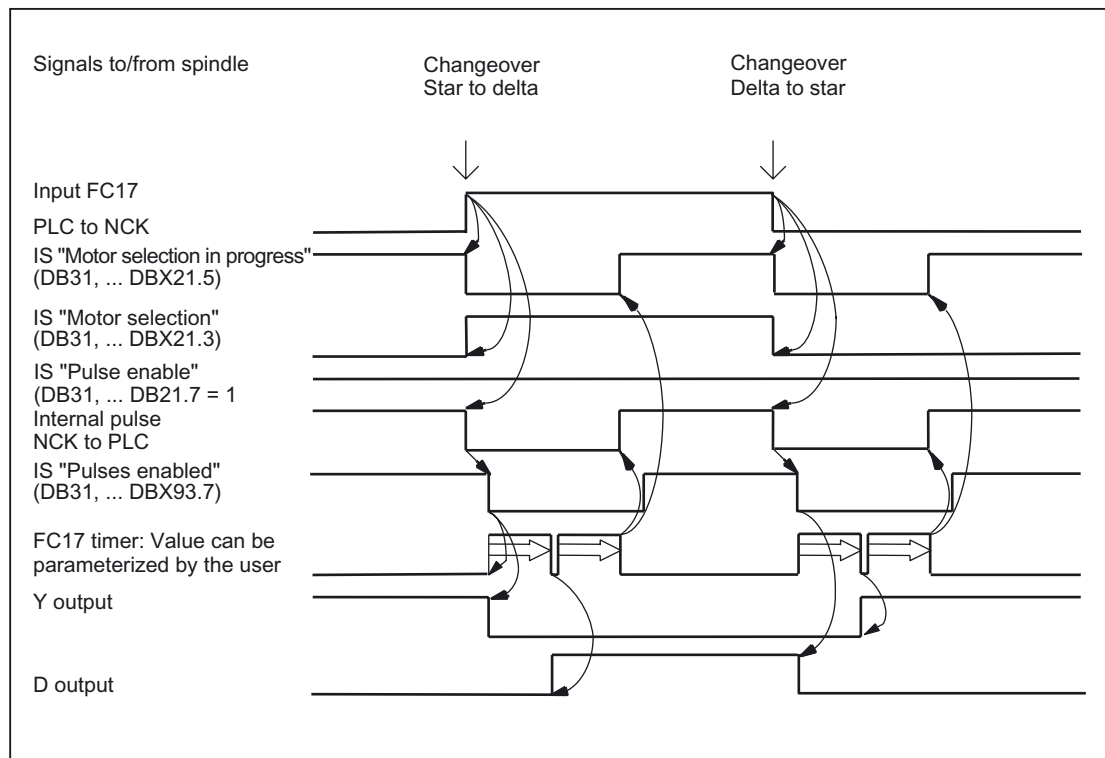 Signals to/from spindle
Changeover
Star to delta
Changeover
Delta to star
Input FC17
PLC to NCK
IS "Motor selection in progress"
(DB31, ... DBX21.5)
IS "Motor selection"
(DB31, ... DBX21.3)
IS "Pulse enable"
(DB31, ... DB21.7 = 1
Internal pulse
NCK to PLC
IS "Pulses enabled"
(DB31, ... DBX93.7)
FC17 timer: Value can be
parameterized by the user
Y output
D output